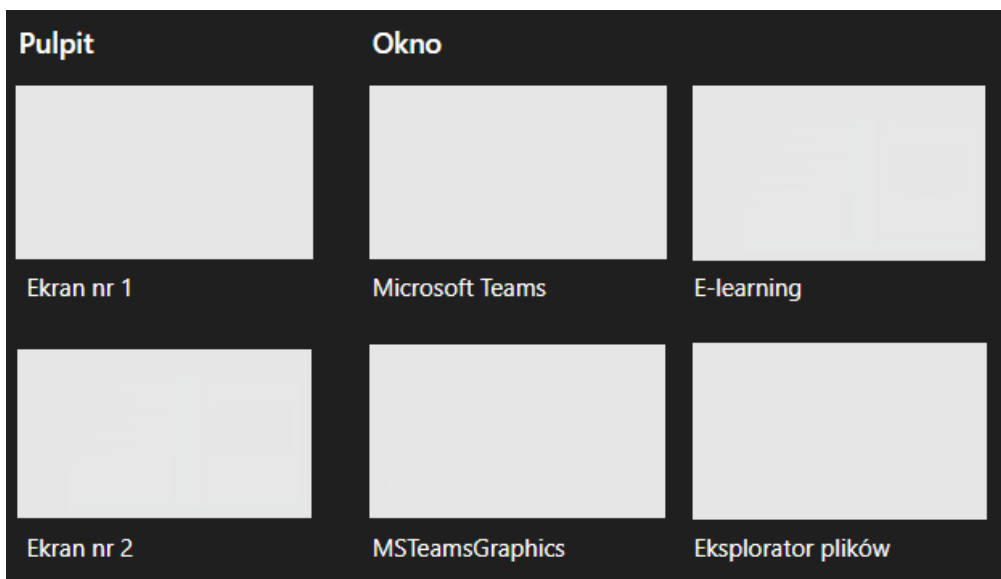 Pulpit
Okno
Ekran nr 1
Microsoft Teams
E-learning
Ekran nr 2
MSTeamsGraphics
Eksplorator plików